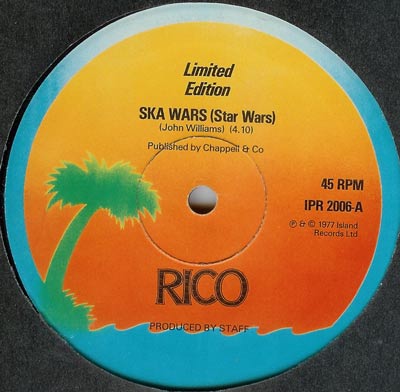 Limited
Edition
SKA WARS (Star Wars)
(John Williams) (4.10)
Published by Chappell & Co
45 RPM
IPR 2006-A
℗ & © 1977 Island
Records Ltd
RICO
PRODUCED BY STAFF